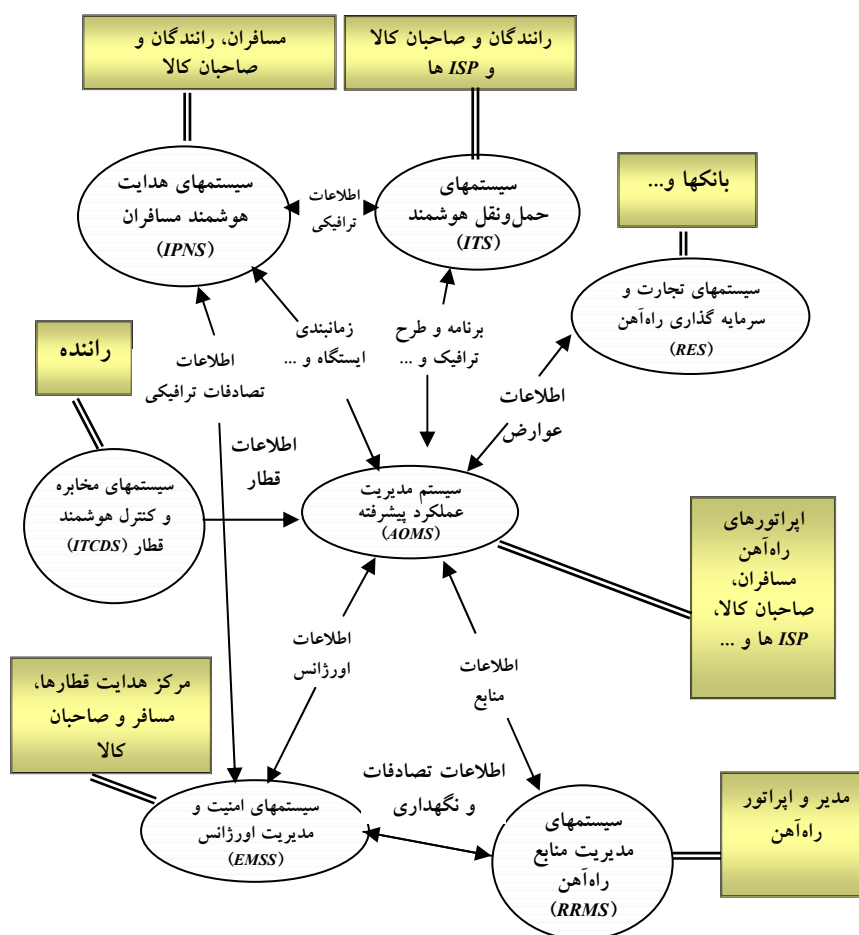 مسافران، رانندگان و
صاحبان کالا
رانندگان و صاحبان کالا
و ISP ها
بانکها و...
سیستمهای هدایت
هوشمند مسافران
(IPNS)
اطلاعات
ترافیکی
سیستمهای
حمل‌ونقل هوشمند
(ITS)
سیستمهای تجارت و
سرمایه گذاری راه‌آهن
(RES)
راننده
اطلاعات
تصادفات ترافیکی
زمانبندی
ایستگاه و ...
برنامه و طرح
ترافیک و ...
اطلاعات
عوارض
اطلاعات
قطار
سیستمهای مخابره
و کنترل هوشمند
قطار (ITCDS)
سیستم مدیریت
عملکرد پیشرفته
(AOMS)
اپراتورهای
راه‌آهن
مسافران،
صاحبان کالا،
ISP ها و ...
اطلاعات
اورژانس
اطلاعات
منابع
مرکز هدایت قطارها،
مسافر و صاحبان
کالا
اطلاعات تصادفات
و نگهداری
سیستمهای امنیت و
مدیریت اورژانس
(EMSS)
سیستمهای
مدیریت منابع
راه‌آهن
(RRMS)
مدیر و اپراتور
راه‌آهن